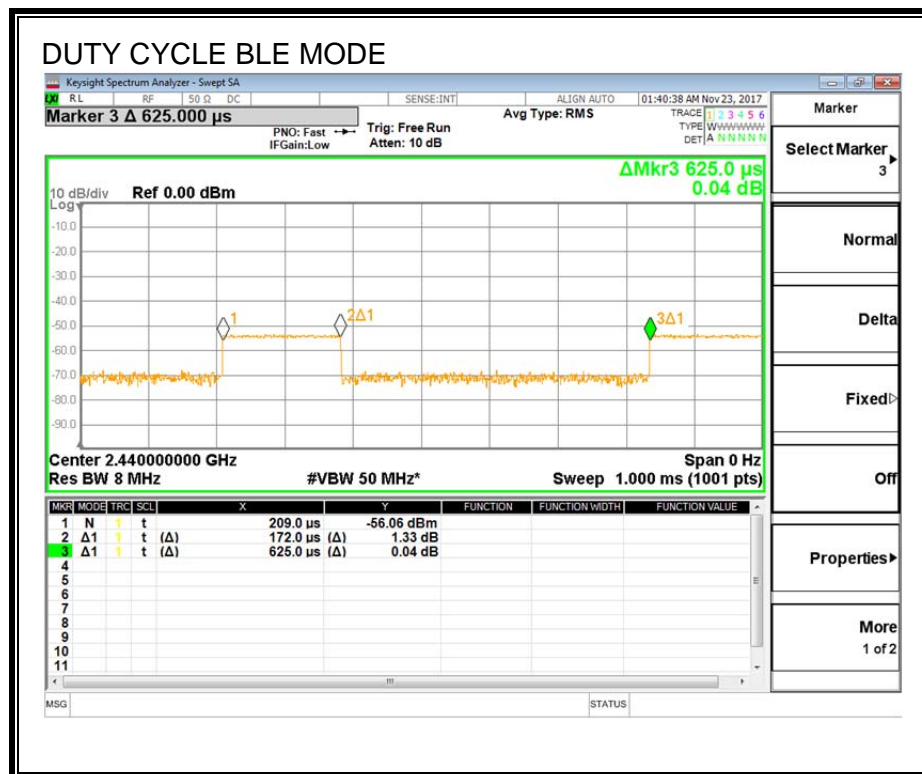 DUTY CYCLE BLE MODE
Keysight Spectrum Analyzer - Swept SA
LXI RL RF 50 Ω DC SENSE:INT ALIGN AUTO 01:40:38 AM Nov 23, 2017
Marker 3 Δ 625.000 µs
PNO: Fast
IFGain:Low
Trig: Free Run
Atten: 10 dB
Avg Type: RMS
TRACE 1 2 3 4 5 6
TYPE WWWWWW
DET A N N N N N
ΔMkr3 625.0 µs
0.04 dB
10 dB/div Ref 0.00 dBm
Log
-10.0
-20.0
-30.0
-40.0
-50.0
-60.0
-70.0
-80.0
-90.0
1
2Δ1
3Δ1
Center 2.440000000 GHz Span 0 Hz
Res BW 8 MHz #VBW 50 MHz* Sweep 1.000 ms (1001 pts)
MKR MODE TRC SCL X Y FUNCTION FUNCTION WIDTH FUNCTION VALUE
1 N 1 t 209.0 µs -56.06 dBm
2 Δ1 1 t (Δ) 172.0 µs (Δ) 1.33 dB
3 Δ1 1 t (Δ) 625.0 µs (Δ) 0.04 dB
4
5
6
7
8
9
10
11
MSG STATUS
Marker
Select Marker
3
Normal
Delta
Fixed
Off
Properties
More
1 of 2